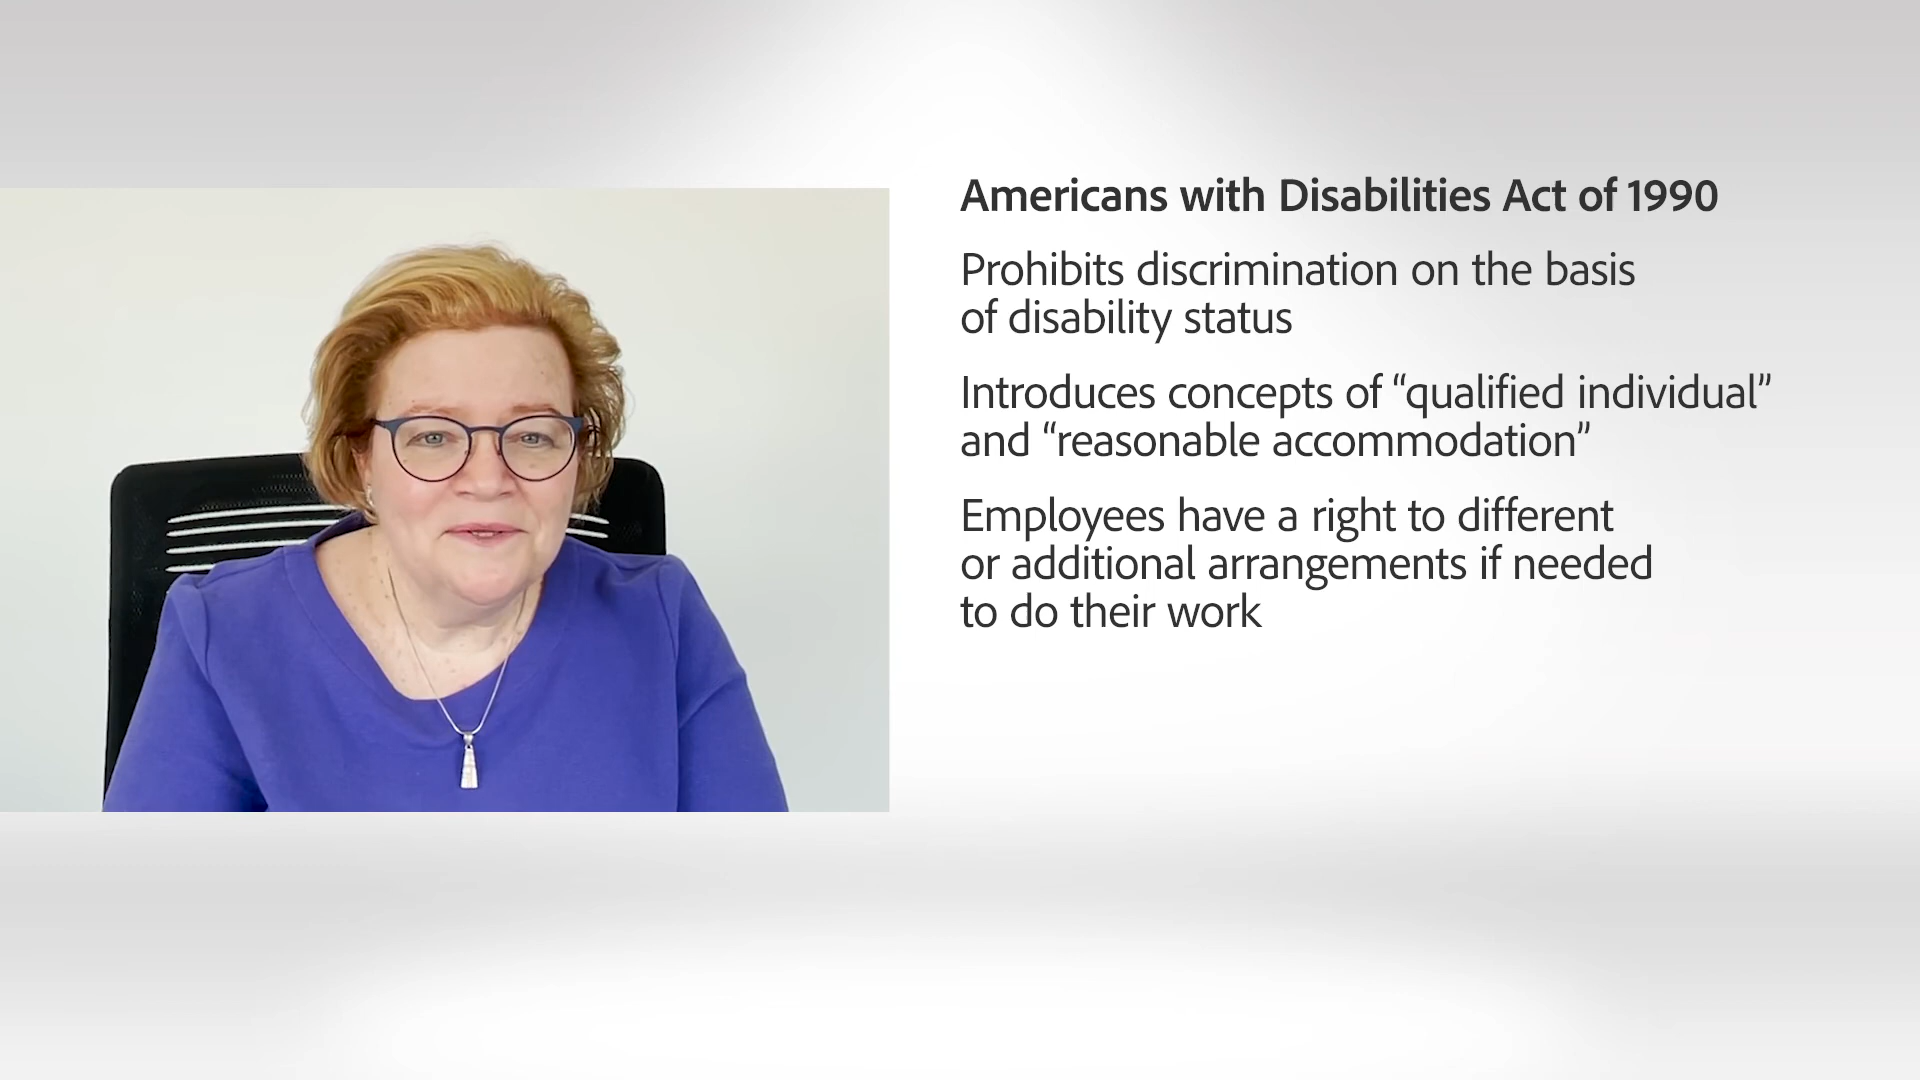 Americans with Disabilities Act of 1990
Prohibits discrimination on the basis
of disability status
Introduces concepts of “qualified individual”
and “reasonable accommodation”
Employees have a right to different
or additional arrangements if needed
to do their work